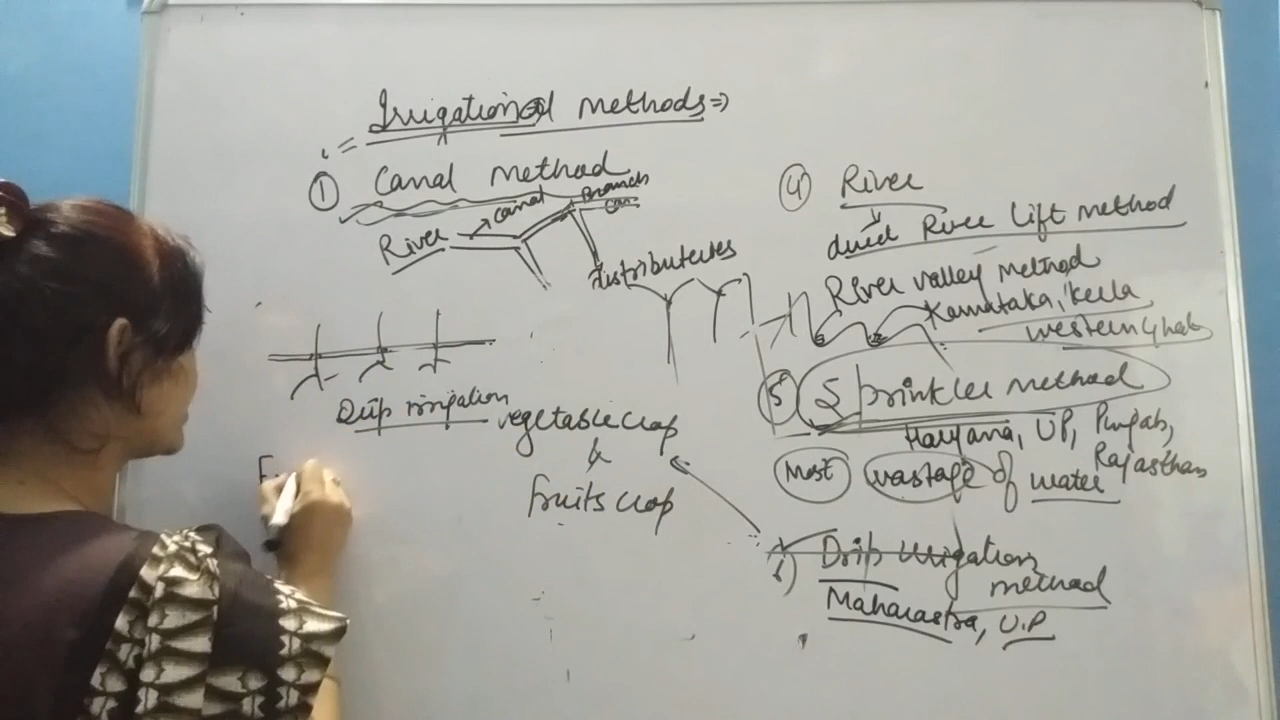 Irrigational methods =>
① Canal method
River → canal Branch
Can
distributeries
Drip irrigation
vegetable crop
&
fruits crop
④ River
River Lift method
River valley method
Karnataka, Kerla
western Ghats
⑤ Sprinkler method
Haryana, UP, Punjab,
Rajasthan
Most wastage of water
6) Drip irrigation
method
Maharastra, U.P